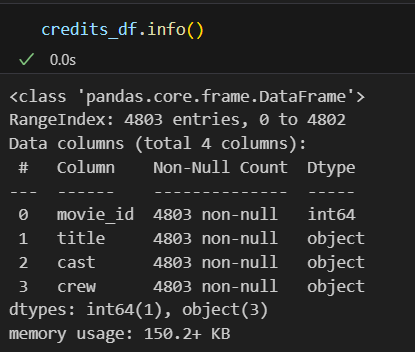 credits_df.info()
0.0s
<class 'pandas.core.frame.DataFrame'>
RangeIndex: 4803 entries, 0 to 4802
Data columns (total 4 columns):
 #   Column    Non-Null Count  Dtype
---  ------    --------------  -----
 0   movie_id  4803 non-null   int64
 1   title     4803 non-null   object
 2   cast      4803 non-null   object
 3   crew      4803 non-null   object
dtypes: int64(1), object(3)
memory usage: 150.2+ KB